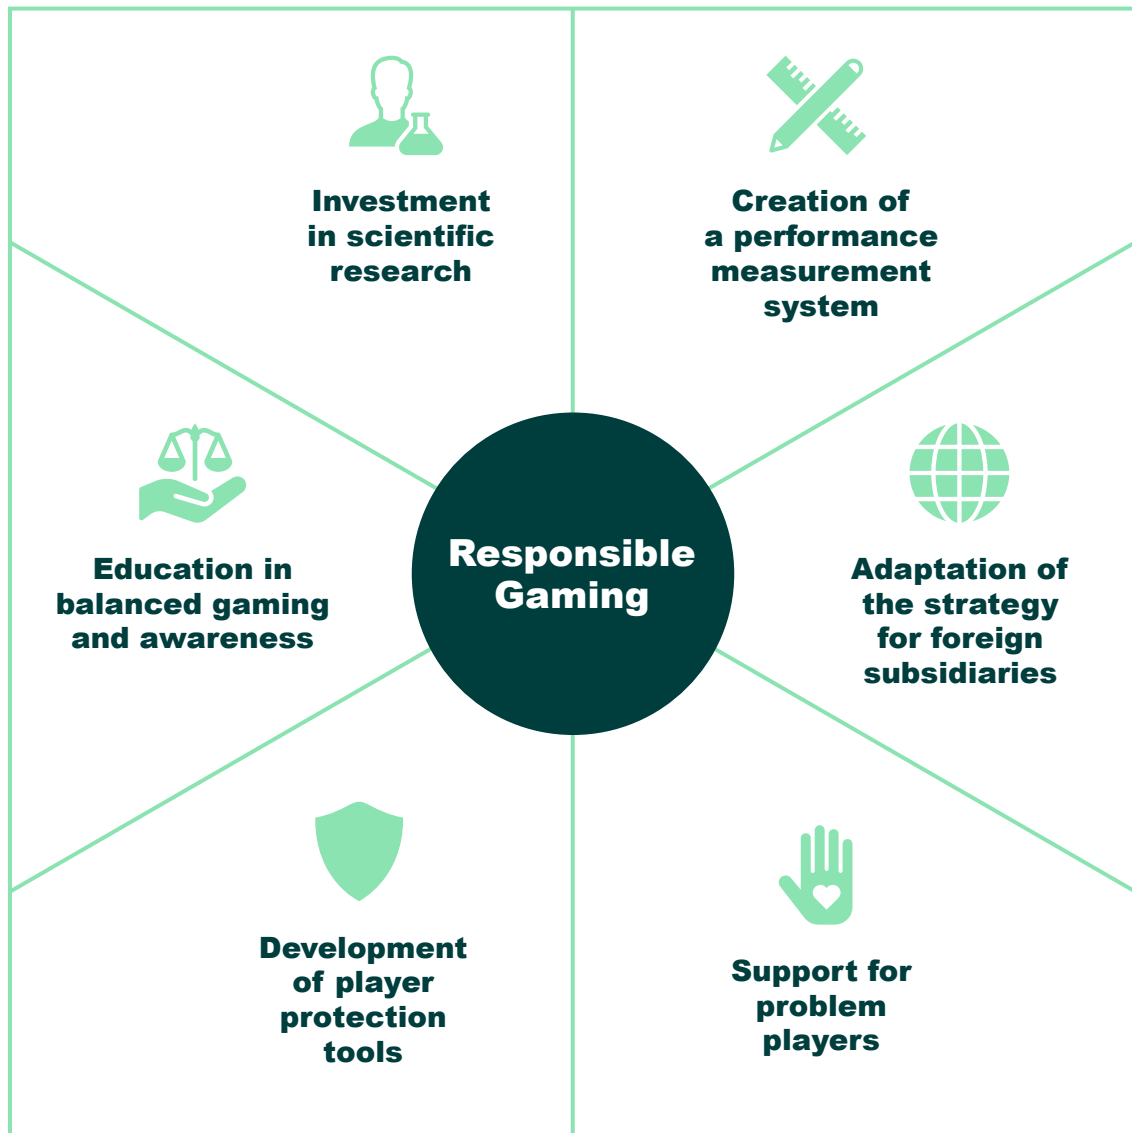 Investment
in scientific
research
Creation of
a performance
measurement
system
Education in
balanced gaming
and awareness
Responsible
Gaming
Adaptation of
the strategy
for foreign
subsidiaries
Development
of player
protection
tools
Support for
problem
players